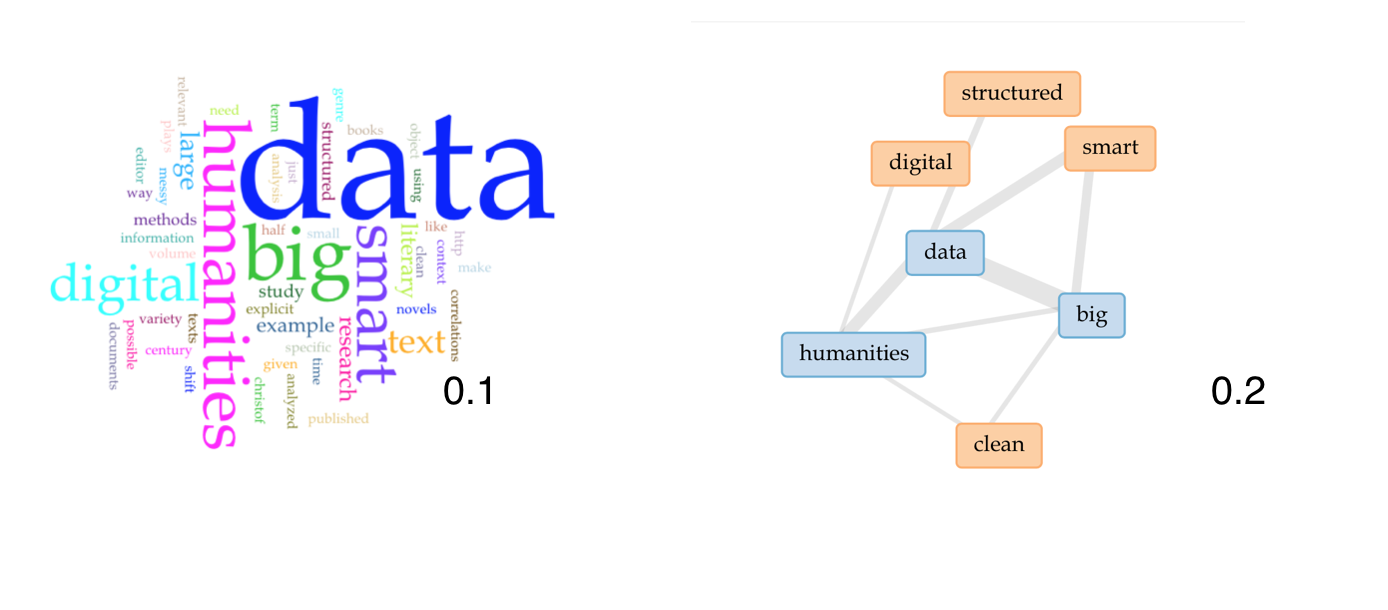 relevant
need
term
genre
plays
large
humanities
data
structured
books
object
editor
messy
analysis
just
using
way
methods
information
volume
half
small
big
smart
literary
like
clean
context
http
make
digital
study
explicit
example
novels
correlations
variety
texts
century
documents
possible
shift
specific
research
text
given
time
christof
analyzed
published
0.1
structured
smart
digital
data
big
humanities
clean
0.2